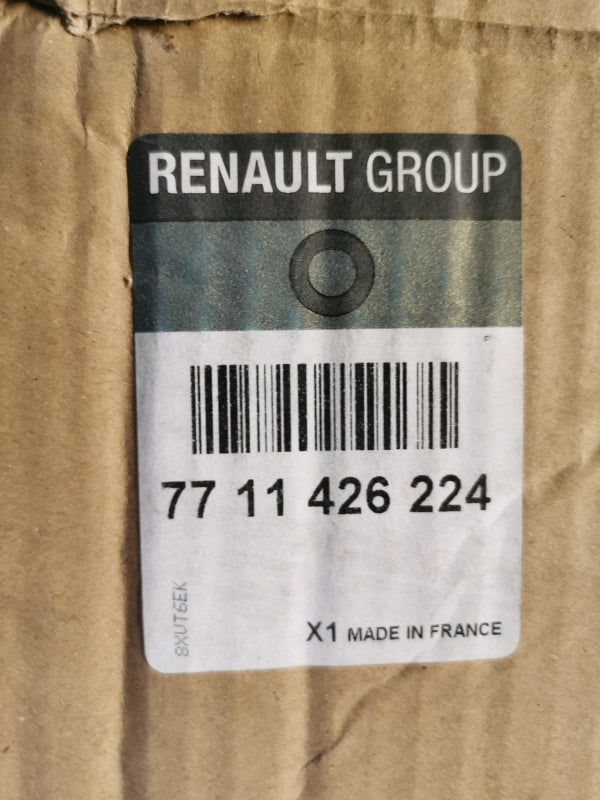 RENAULT GROUP
77 11 426 224
8XUT6EK
X1 MADE IN FRANCE